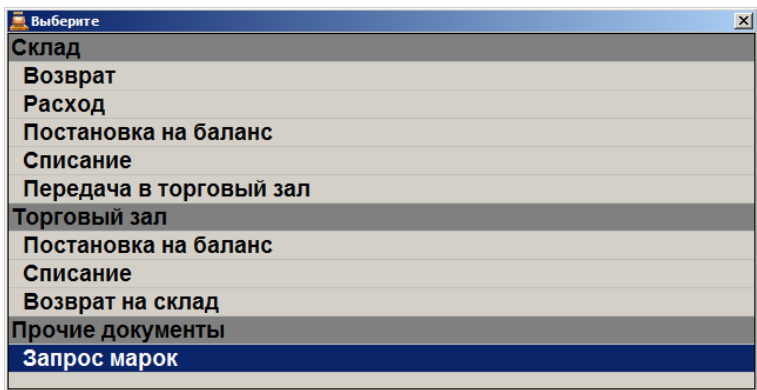 Выберите
Склад
Возврат
Расход
Постановка на баланс
Списание
Передача в торговый зал
Торговый зал
Постановка на баланс
Списание
Возврат на склад
Прочие документы
Запрос марок